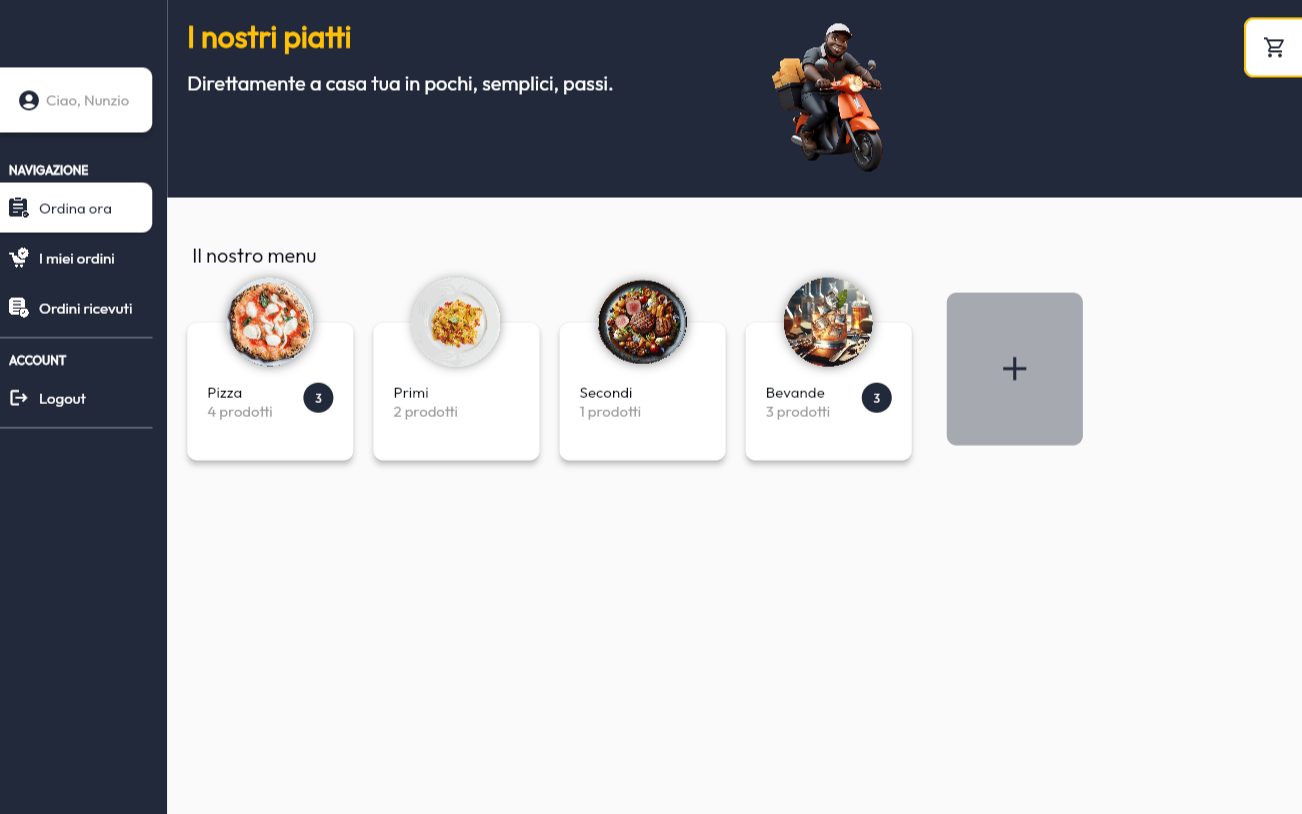 I nostri piatti
Direttamente a casa tua in pochi, semplici, passi.
Ciao, Nunzio
NAVIGAZIONE
Ordina ora
I miei ordini
Ordini ricevuti
ACCOUNT
Logout
Il nostro menu
Pizza
4 prodotti
3
Primi
2 prodotti
Secondi
1 prodotti
Bevande
3 prodotti
3